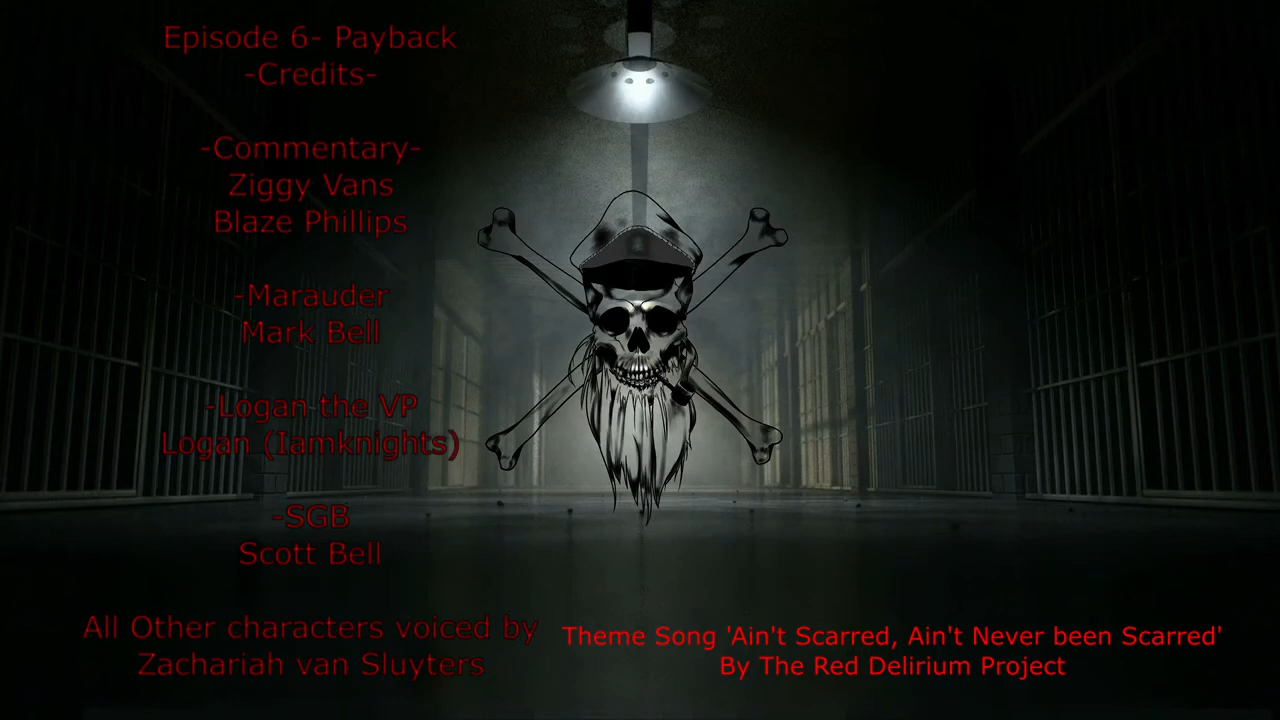 Episode 6- Payback
-Credits-
-Commentary-
Ziggy Vans
Blaze Phillips
-Marauder
Mark Bell
-Logan the VP
Logan (Iamknights)
-SGB
Scott Bell
All Other characters voiced by
Zachariah van Sluyters
Theme Song 'Ain't Scarred, Ain't Never been Scarred'
By The Red Delirium Project